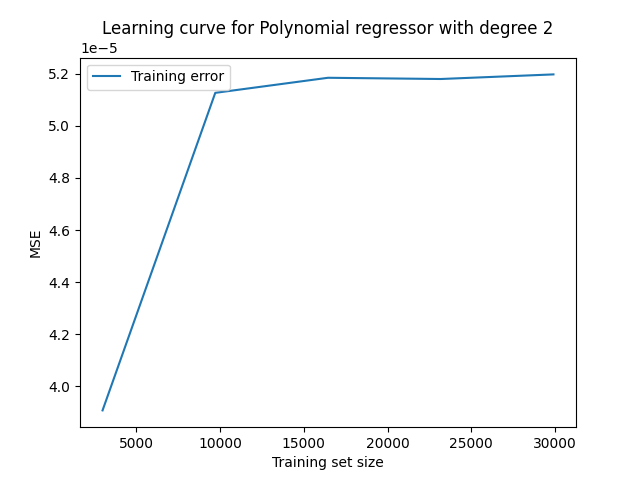 Learning curve for Polynomial regressor with degree 2
1e−5
Training error
5.2
5.0
4.8
4.6
4.4
4.2
4.0
MSE
5000 10000 15000 20000 25000 30000
Training set size